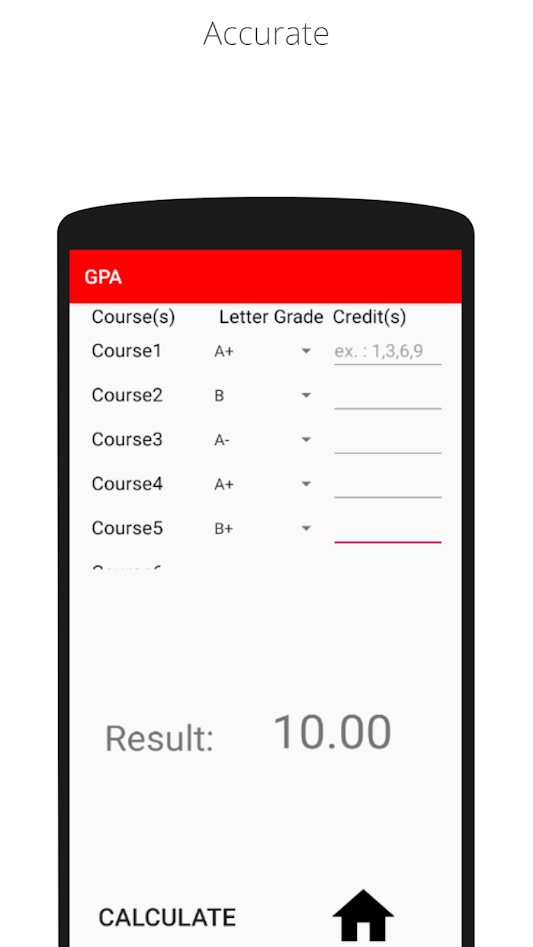 Accurate
GPA
Course(s) Letter Grade Credit(s)
Course1 A+ ex. : 1,3,6,9
Course2 B
Course3 A-
Course4 A+
Course5 B+
Result: 10.00
CALCULATE